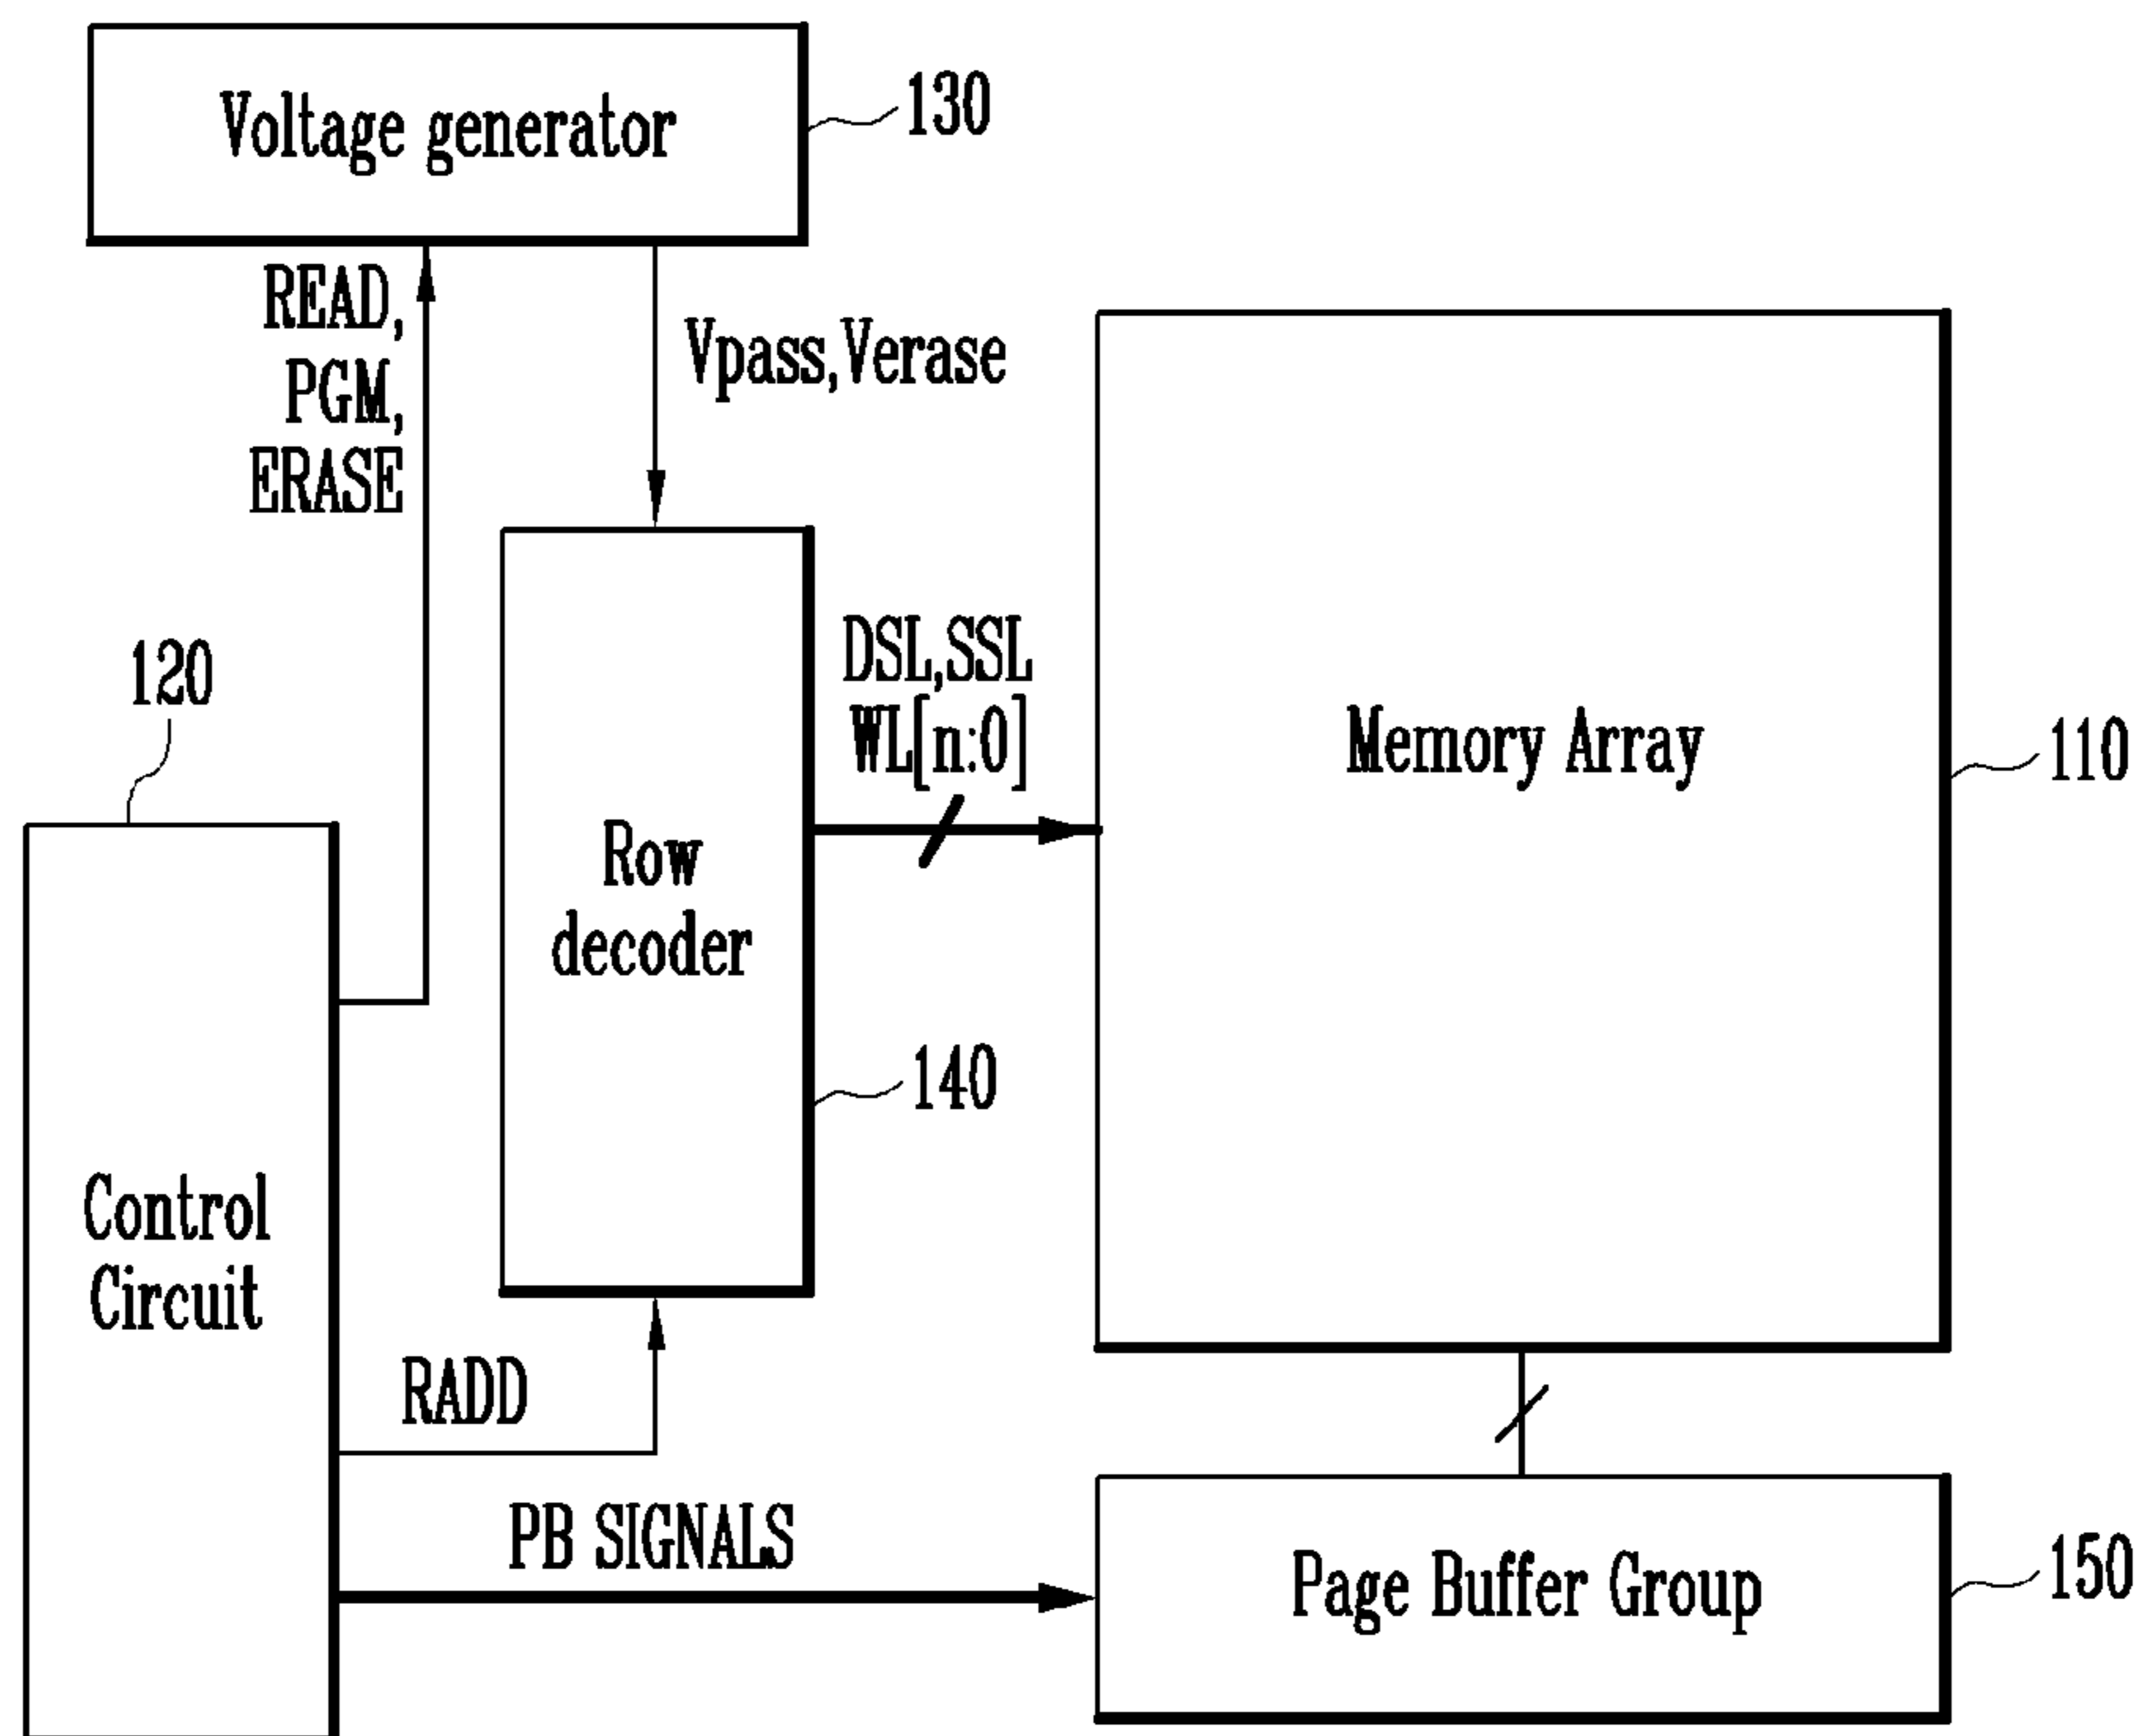 Voltage generator
130
READ,
PGM,
ERASE
Vpass,Verase
120
DSL,SSL
WL[n:0]
Memory Array
110
Row
decoder
140
Control
Circuit
RADD
PB SIGNALS
Page Buffer Group
150